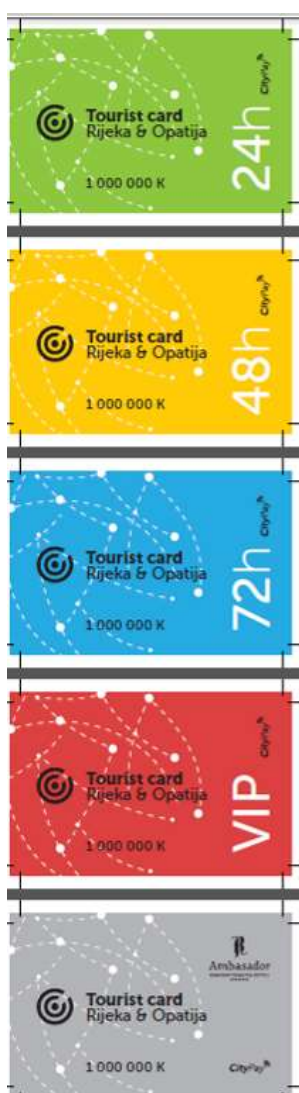 Tourist card
Rijeka & Opatija
1 000 000 K
24h
CityPay
Tourist card
Rijeka & Opatija
1 000 000 K
48h
CityPay
Tourist card
Rijeka & Opatija
1 000 000 K
72h
CityPay
Tourist card
Rijeka & Opatija
1 000 000 K
VIP
CityPay
Ambasador
Tourist card
Rijeka & Opatija
1 000 000 K
CityPay